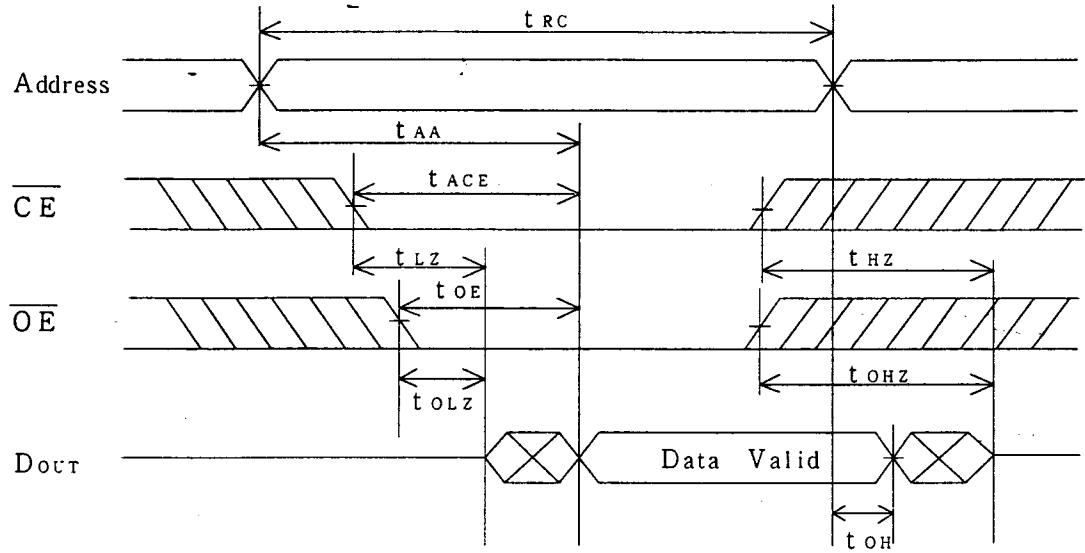 t RC
Address
t AA
CE
t ACE
t LZ
t HZ
OE
t OE
t OLZ
t OHZ
DOUT
Data Valid
t OH